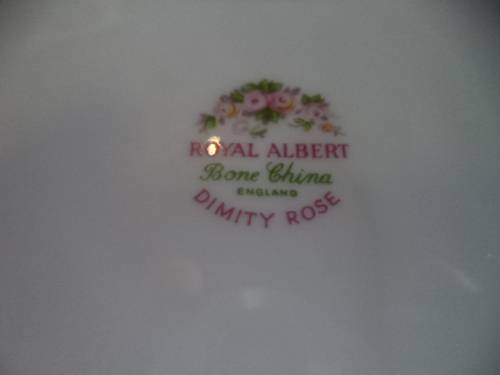 ROYAL ALBERT
Bone China
ENGLAND
DIMITY ROSE